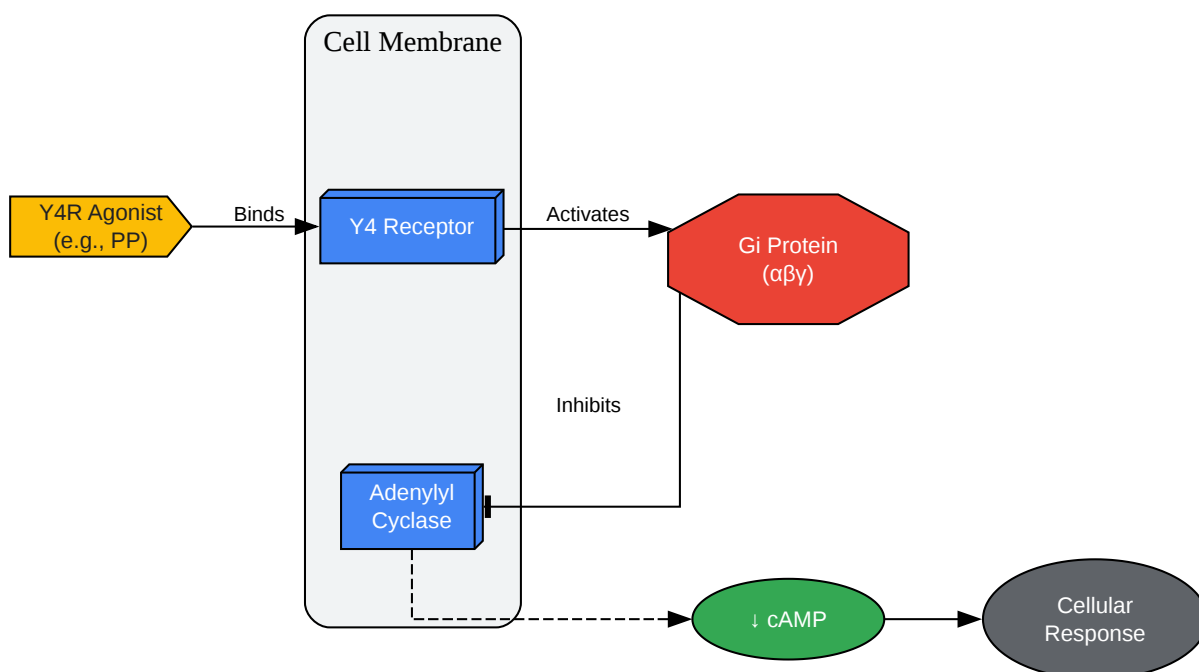 Cell Membrane
Y4R Agonist
(e.g., PP)
Binds
Y4 Receptor
Activates
Gi Protein
(αβγ)
Inhibits
Adenylyl
Cyclase
↓ cAMP
Cellular
Response